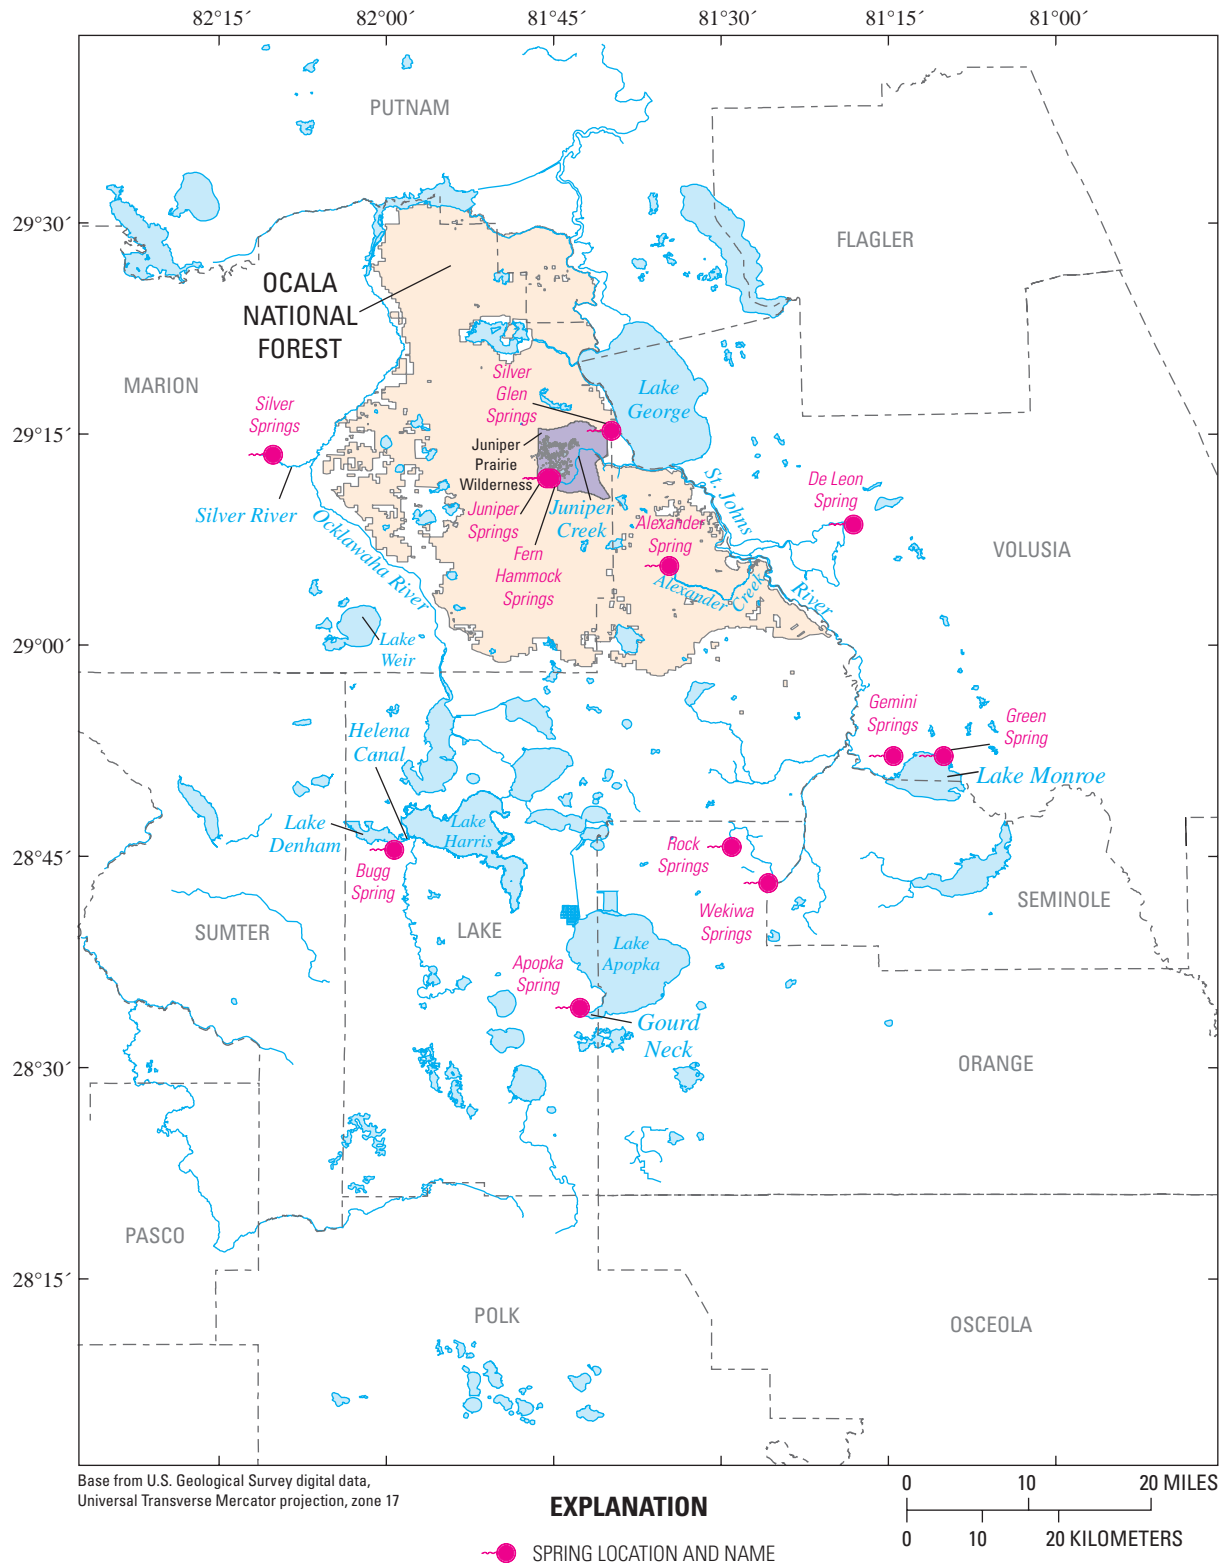 82°15´ 82°00´ 81°45´ 81°30´ 81°15´ 81°00´
PUTNAM
29°30´
FLAGLER
OCALA
NATIONAL
FOREST
MARION
Silver
Glen
Springs
Lake
George
Silver
Springs
29°15´
Juniper
Prairie
Wilderness
De Leon
Spring
St. Johns
River
Silver River
Juniper
Springs
Juniper
Creek
Ocklawaha River
Alexander
Spring
Fern
Hammock
Springs
VOLUSIA
Alexander Creek
29°00´
Lake
Weir
Gemini
Springs
Green
Spring
Helena
Canal
Lake Monroe
Lake
Denham
Lake
Harris
28°45´
Bugg
Spring
Rock
Springs
Wekiwa
Springs
SEMINOLE
SUMTER
LAKE
Lake
Apopka
Apopka
Spring
Gourd
Neck
28°30´
ORANGE
PASCO
28°15´
POLK
OSCEOLA
Base from U.S. Geological Survey digital data,
Universal Transverse Mercator projection, zone 17
EXPLANATION
SPRING LOCATION AND NAME
0 10 20 MILES
0 10 20 KILOMETERS